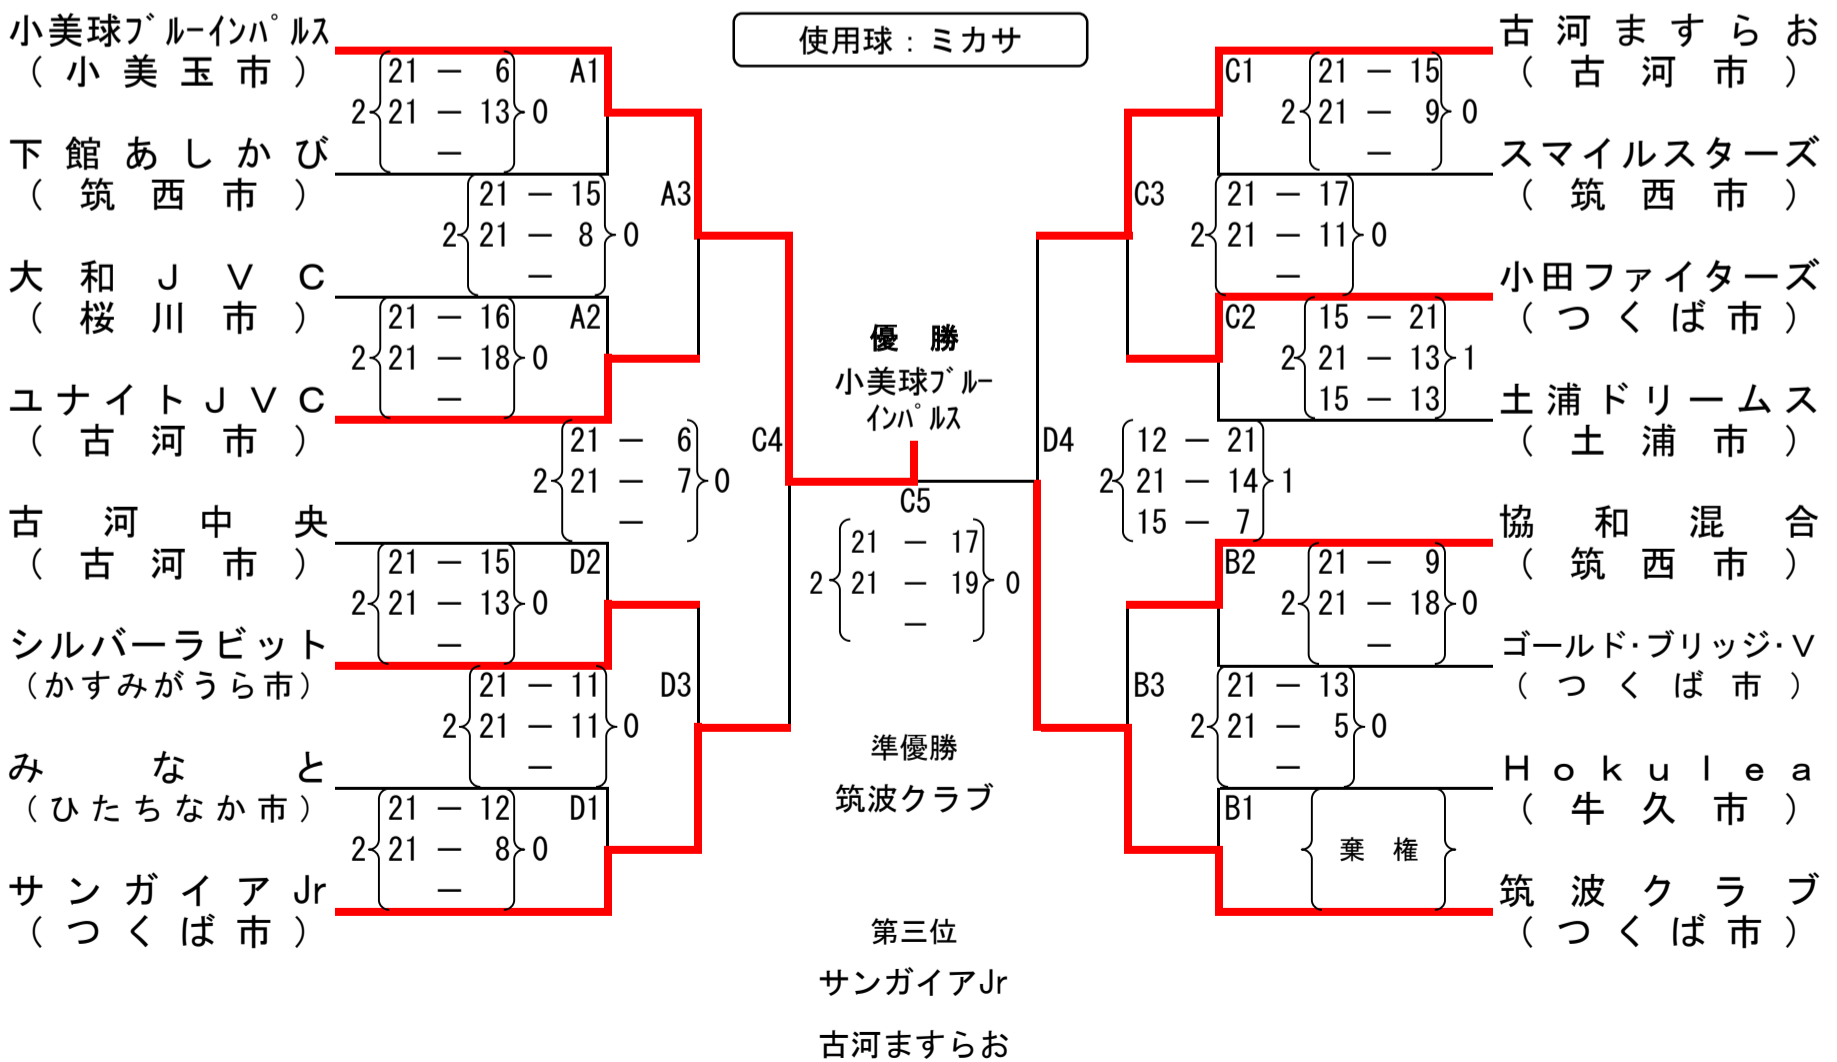 使用球：ミカサ
小美球ﾌﾞﾙｰｲﾝﾊﾟﾙｽ
（小美玉市）
A1
21 － 6
2 21 － 13 0
－
下館あしかび
（筑西市）
A3
21 － 15
2 21 － 8 0
－
大和ＪＶＣ
（桜川市）
A2
21 － 16
2 21 － 18 0
－
ユナイトＪＶＣ
（古河市）
C4
21 － 6
2 21 － 7 0
－
古河中央
（古河市）
D2
21 － 15
2 21 － 13 0
－
シルバーラビット
（かすみがうら市）
D3
21 － 11
2 21 － 11 0
－
みなと
（ひたちなか市）
D1
21 － 12
2 21 － 8 0
－
サンガイアJr
（つくば市）
優 勝
小美球ﾌﾞﾙｰ
ｲﾝﾊﾟﾙｽ
C5
21 － 17
2 21 － 19 0
－
準優勝
筑波クラブ
第三位
サンガイアJr
古河ますらお
古河ますらお
（古河市）
C1
21 － 15
2 21 － 9 0
－
スマイルスターズ
（筑西市）
C3
21 － 17
2 21 － 11 0
－
小田ファイターズ
（つくば市）
C2
15 － 21
2 21 － 13 1
15 － 13
土浦ドリームス
（土浦市）
D4
12 － 21
2 21 － 14 1
15 － 7
協和混合
（筑西市）
B2
21 － 9
2 21 － 18 0
－
ゴールド・ブリッジ・Ｖ
（つくば市）
B3
21 － 13
2 21 － 5 0
－
Ｈｏｋｕｌｅａ
（牛久市）
B1
棄 権
筑波クラブ
（つくば市）